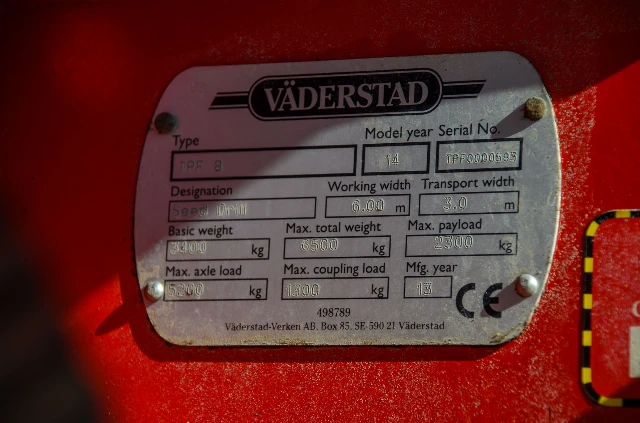 VÄDERSTAD
Type Model year Serial No.
14
Designation Working width Transport width
Seed Drill 6.00 m 3.0 m
Basic weight Max. total weight Max. payload
3400 kg 6500 kg 2300 kg
Max. axle load Max. coupling load Mfg. year
5200 kg kg 13 CE
498789
Väderstad-Verken AB, Box 85, SE-590 21 Väderstad